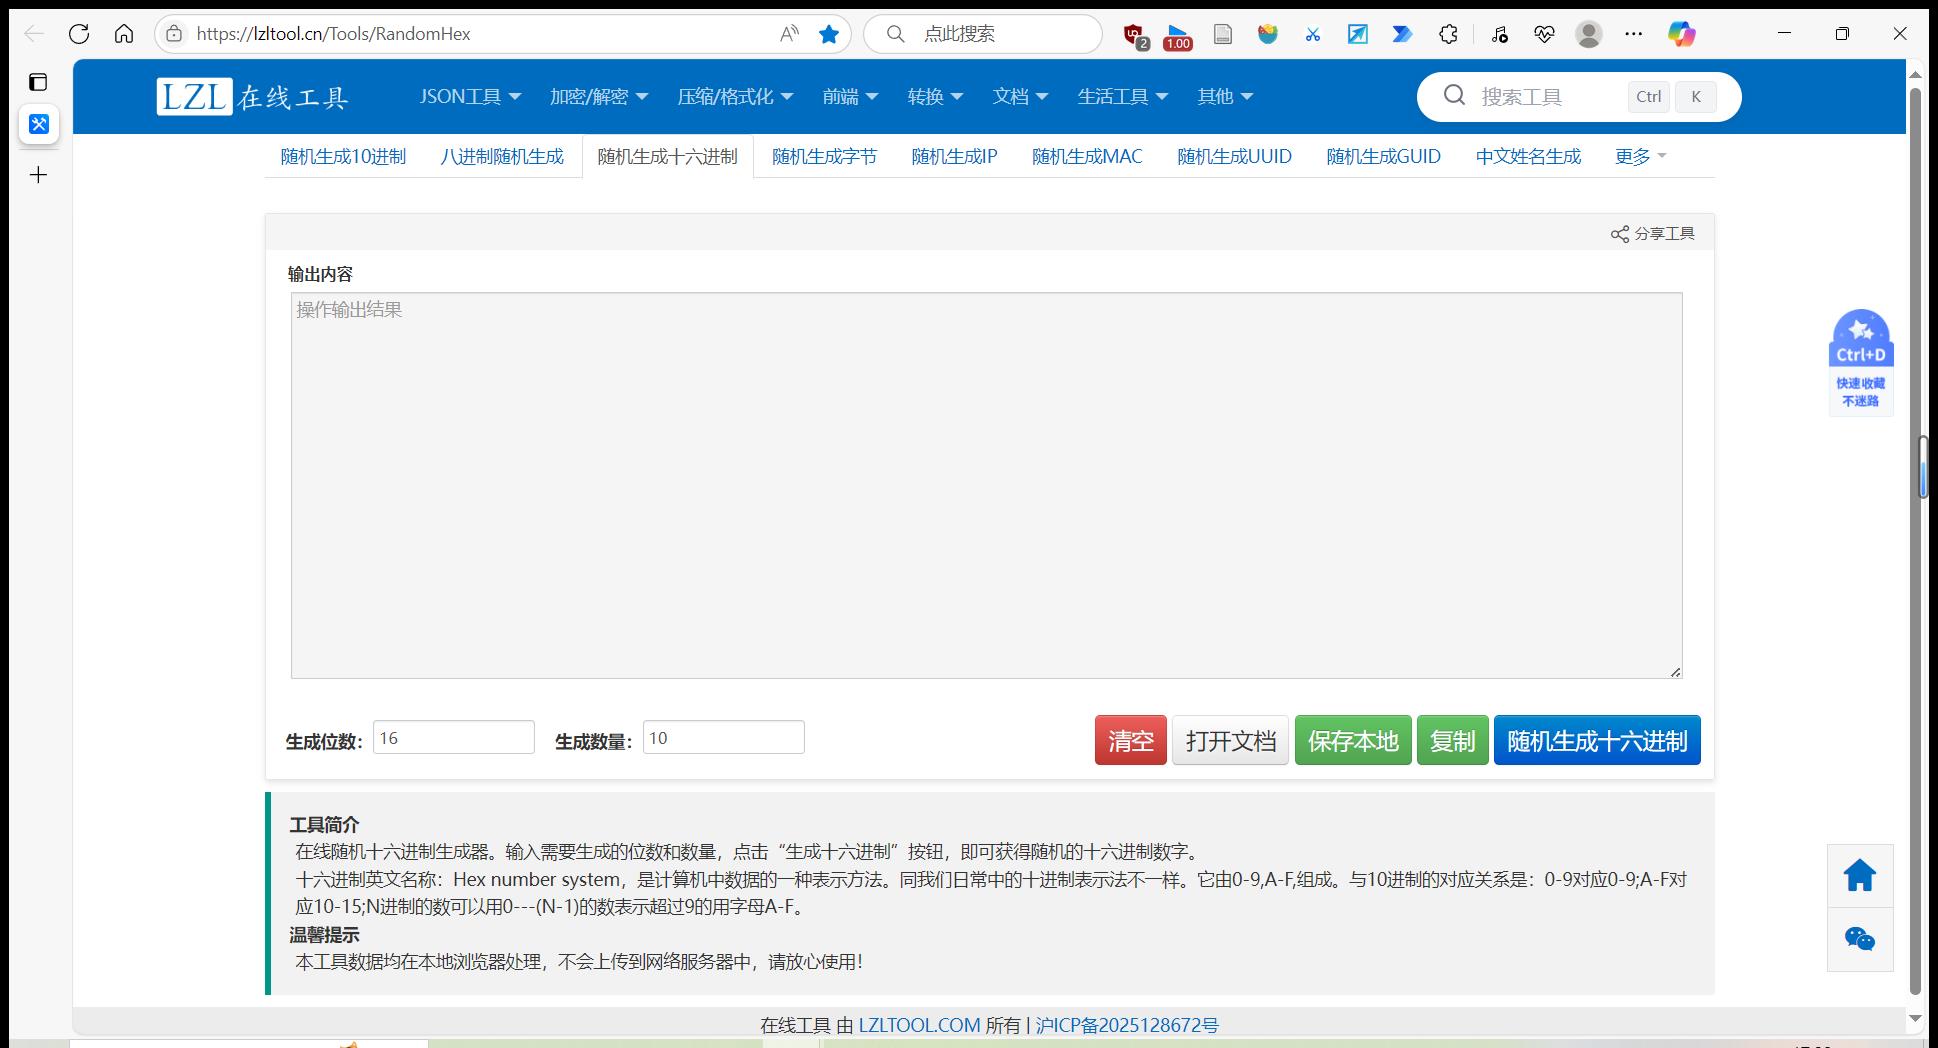 https://lzltool.cn/Tools/RandomHex
点此搜索
2
1.00
LZL 在线工具
JSON工具
加密/解密
压缩/格式化
前端
转换
文档
生活工具
其他
搜索工具
Ctrl
K
随机生成10进制
八进制随机生成
随机生成十六进制
随机生成字节
随机生成IP
随机生成MAC
随机生成UUID
随机生成GUID
中文姓名生成
更多
分享工具
输出内容
操作输出结果
Ctrl+D
快速收藏
不迷路
生成位数：
16
生成数量：
10
清空
打开文档
保存本地
复制
随机生成十六进制
工具简介
在线随机十六进制生成器。输入需要生成的位数和数量，点击“生成十六进制”按钮，即可获得随机的十六进制数字。
十六进制英文名称：Hex number system，是计算机中数据的一种表示方法。同我们日常中的十进制表示法不一样。它由0-9,A-F,组成。与10进制的对应关系是：0-9对应0-9;A-F对
应10-15;N进制的数可以用0---(N-1)的数表示超过9的用字母A-F。
温馨提示
本工具数据均在本地浏览器处理，不会上传到网络服务器中，请放心使用！
在线工具 由 LZLTOOL.COM 所有 | 沪ICP备2025128672号